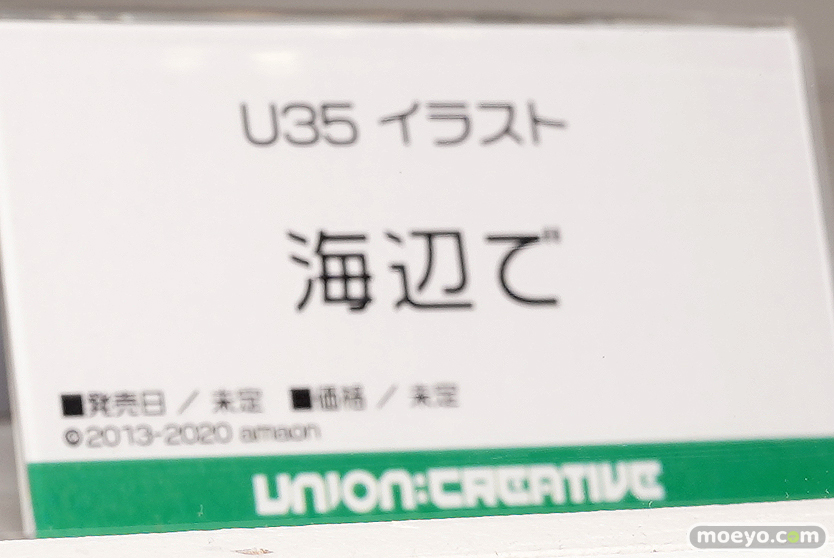 U35 イラスト
海辺で
■発売日 / 未定 ■価格 / 未定
©2013-2020 amaon
UNION:CREATIVE
moeyo.com